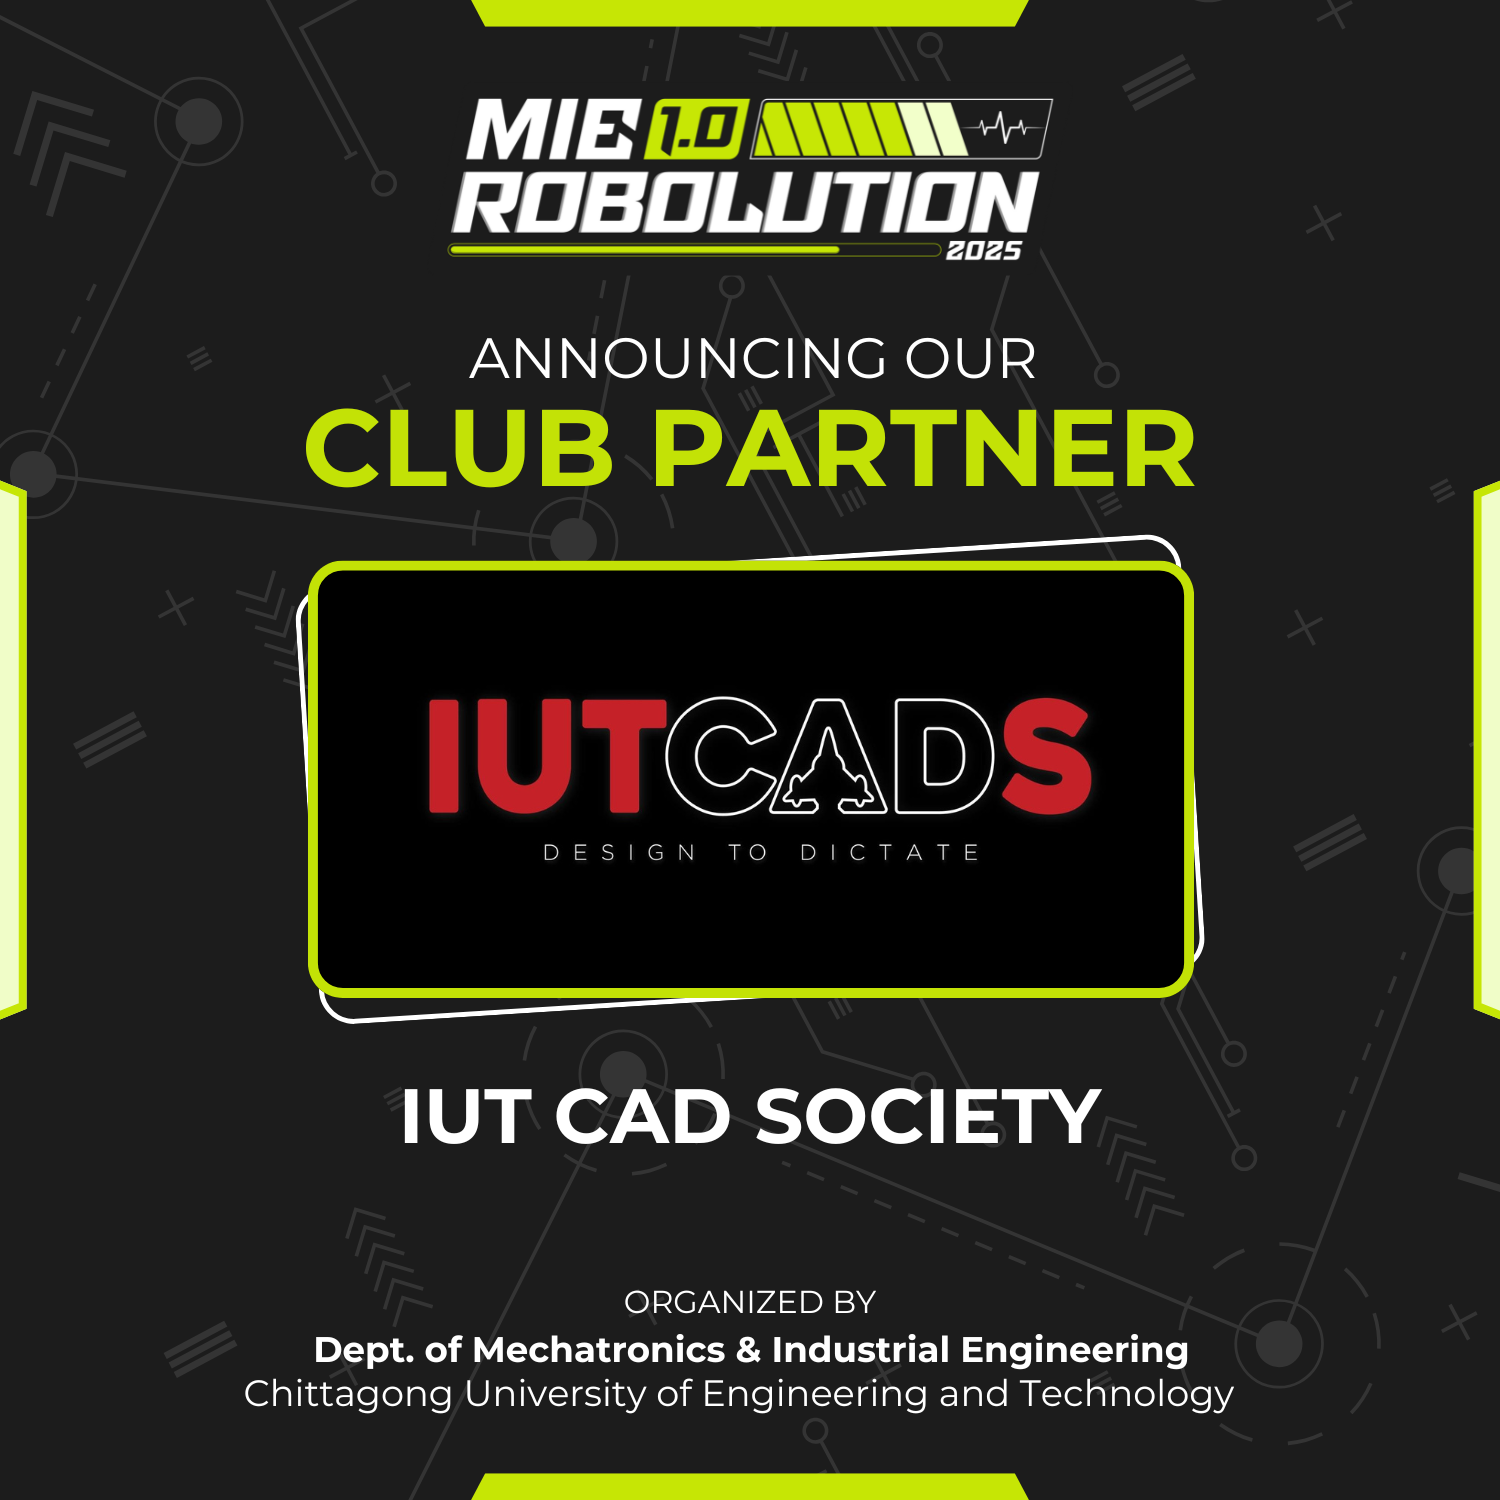 MIE 1.0
ROBOLUTION
2025
ANNOUNCING OUR
CLUB PARTNER
IUTCADS
DESIGN TO DICTATE
IUT CAD SOCIETY
ORGANIZED BY
Dept. of Mechatronics & Industrial Engineering
Chittagong University of Engineering and Technology